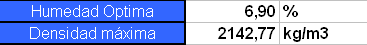 Humedad Optima 6,90 %
Densidad máxima 2142,77 kg/m3